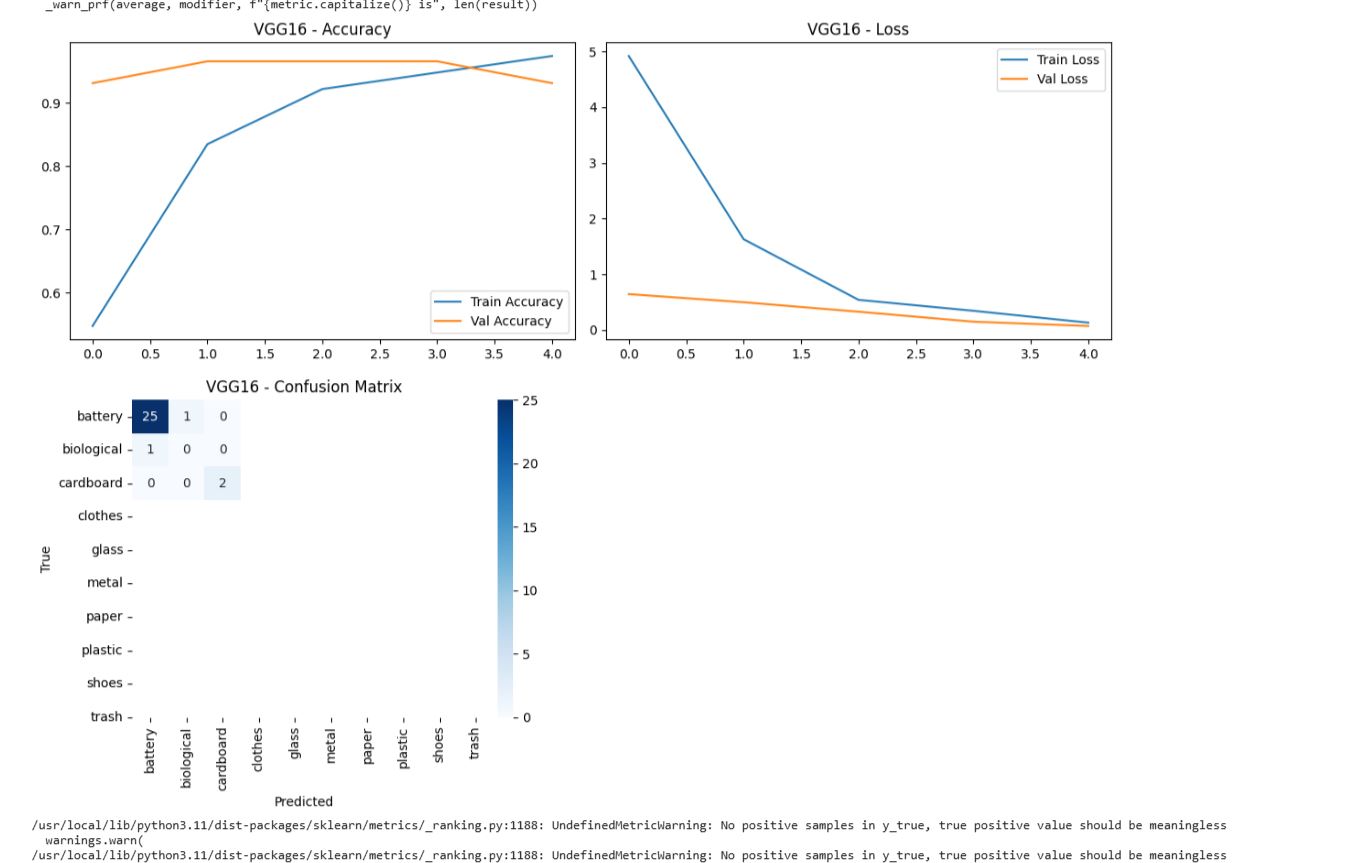 _warn_prf(average, modifier, f"{metric.capitalize()} is", len(result))
VGG16 - Accuracy
0.9
0.8
0.7
0.6
Train Accuracy
Val Accuracy
0.0 0.5 1.0 1.5 2.0 2.5 3.0 3.5 4.0
VGG16 - Loss
5
4
3
2
1
0
Train Loss
Val Loss
0.0 0.5 1.0 1.5 2.0 2.5 3.0 3.5 4.0
VGG16 - Confusion Matrix
True
battery 25 1 0
biological 1 0 0
cardboard 0 0 2
clothes
glass
metal
paper
plastic
shoes
trash
battery biological cardboard clothes glass metal paper plastic shoes trash
Predicted
25
20
15
10
5
0
/usr/local/lib/python3.11/dist-packages/sklearn/metrics/_ranking.py:1188: UndefinedMetricWarning: No positive samples in y_true, true positive value should be meaningless
warnings.warn(
/usr/local/lib/python3.11/dist-packages/sklearn/metrics/_ranking.py:1188: UndefinedMetricWarning: No positive samples in y_true, true positive value should be meaningless